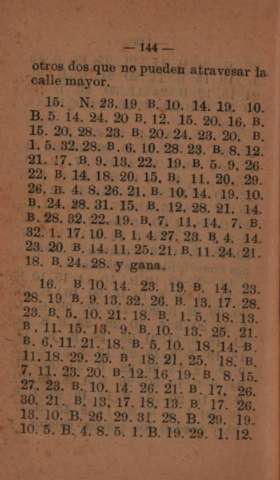 — 144 —
otros dos que no pueden atravesar la
calle mayor.
15. N. 23. 19. B. 10. 14. 19. 10.
B. 5. 14. 24. 20 B. 12. 15. 20. 16. B.
15. 20. 28. 23. B. 20. 24. 23. 20. B.
1. 5. 32. 28. B. 6. 10. 28. 23. B. 8. 12.
21. 17. B. 9. 13. 22. 19. B. 5. 9. 26.
22. B. 14. 18. 20. 15. B. 11. 20. 29.
26. B. 4. 8. 26. 21. B. 10. 14. 19. 10.
B. 24. 28. 31. 15. B. 12. 28. 21. 14.
B. 28. 32. 22. 19. B. 7. 11. 14. 7. B.
32. 1. 17. 10. B. 1. 4. 27. 23. B. 4. 14.
23. 20. B. 14. 11. 25. 21. B. 11. 24. 21.
18. B. 24. 28. y gana.
16. B. 10. 14. 23. 19. B. 14. 23.
28. 19. B. 9. 13. 32. 26. B. 13. 17. 28.
23. B. 5. 10. 21. 18. B. 1. 5. 18. 13.
B. 11. 15. 13. 9. B. 10. 13. 25. 21.
B. 6. 11. 21. 18. B. 5. 10. 18. 14. B.
11. 18. 29. 25. B. 18. 21. 25. 18. B.
7. 11. 23. 20. B. 12. 16. 19. B. 8. 15.
27. 23. B. 10. 14. 26. 21. B. 17. 26.
30. 21. B. 13. 17. 18. 13. B. 17. 26.
13. 10. B. 26. 29. 31. 28. B. 29. 19.
10. 5. B. 4. 8. 5. 1. B. 19. 29. 1. 12.